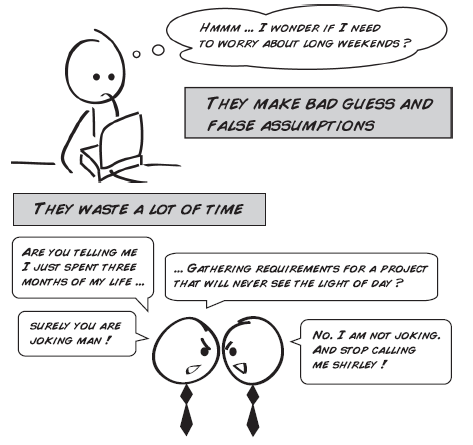 Hmmm ... I wonder if I need
to worry about long weekends?
They make bad guess and
false assumptions
They waste a lot of time
Are you telling me
I just spent three
months of my life ...
... Gathering requirements for a project
that will never see the light of day?
surely you are
joking man!
No. I am not joking.
And stop calling
me shirley!